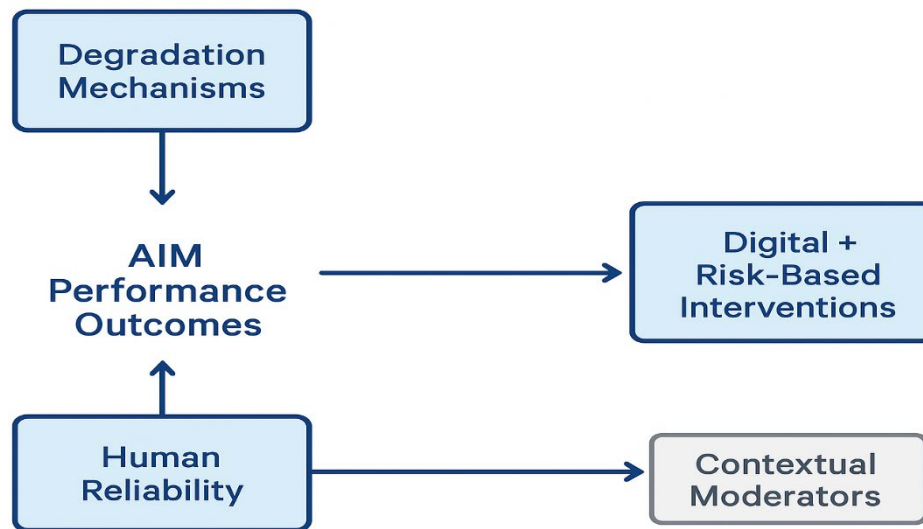 Degradation
Mechanisms
AIM
Performance
Outcomes
Digital +
Risk-Based
Interventions
Human
Reliability
Contextual
Moderators